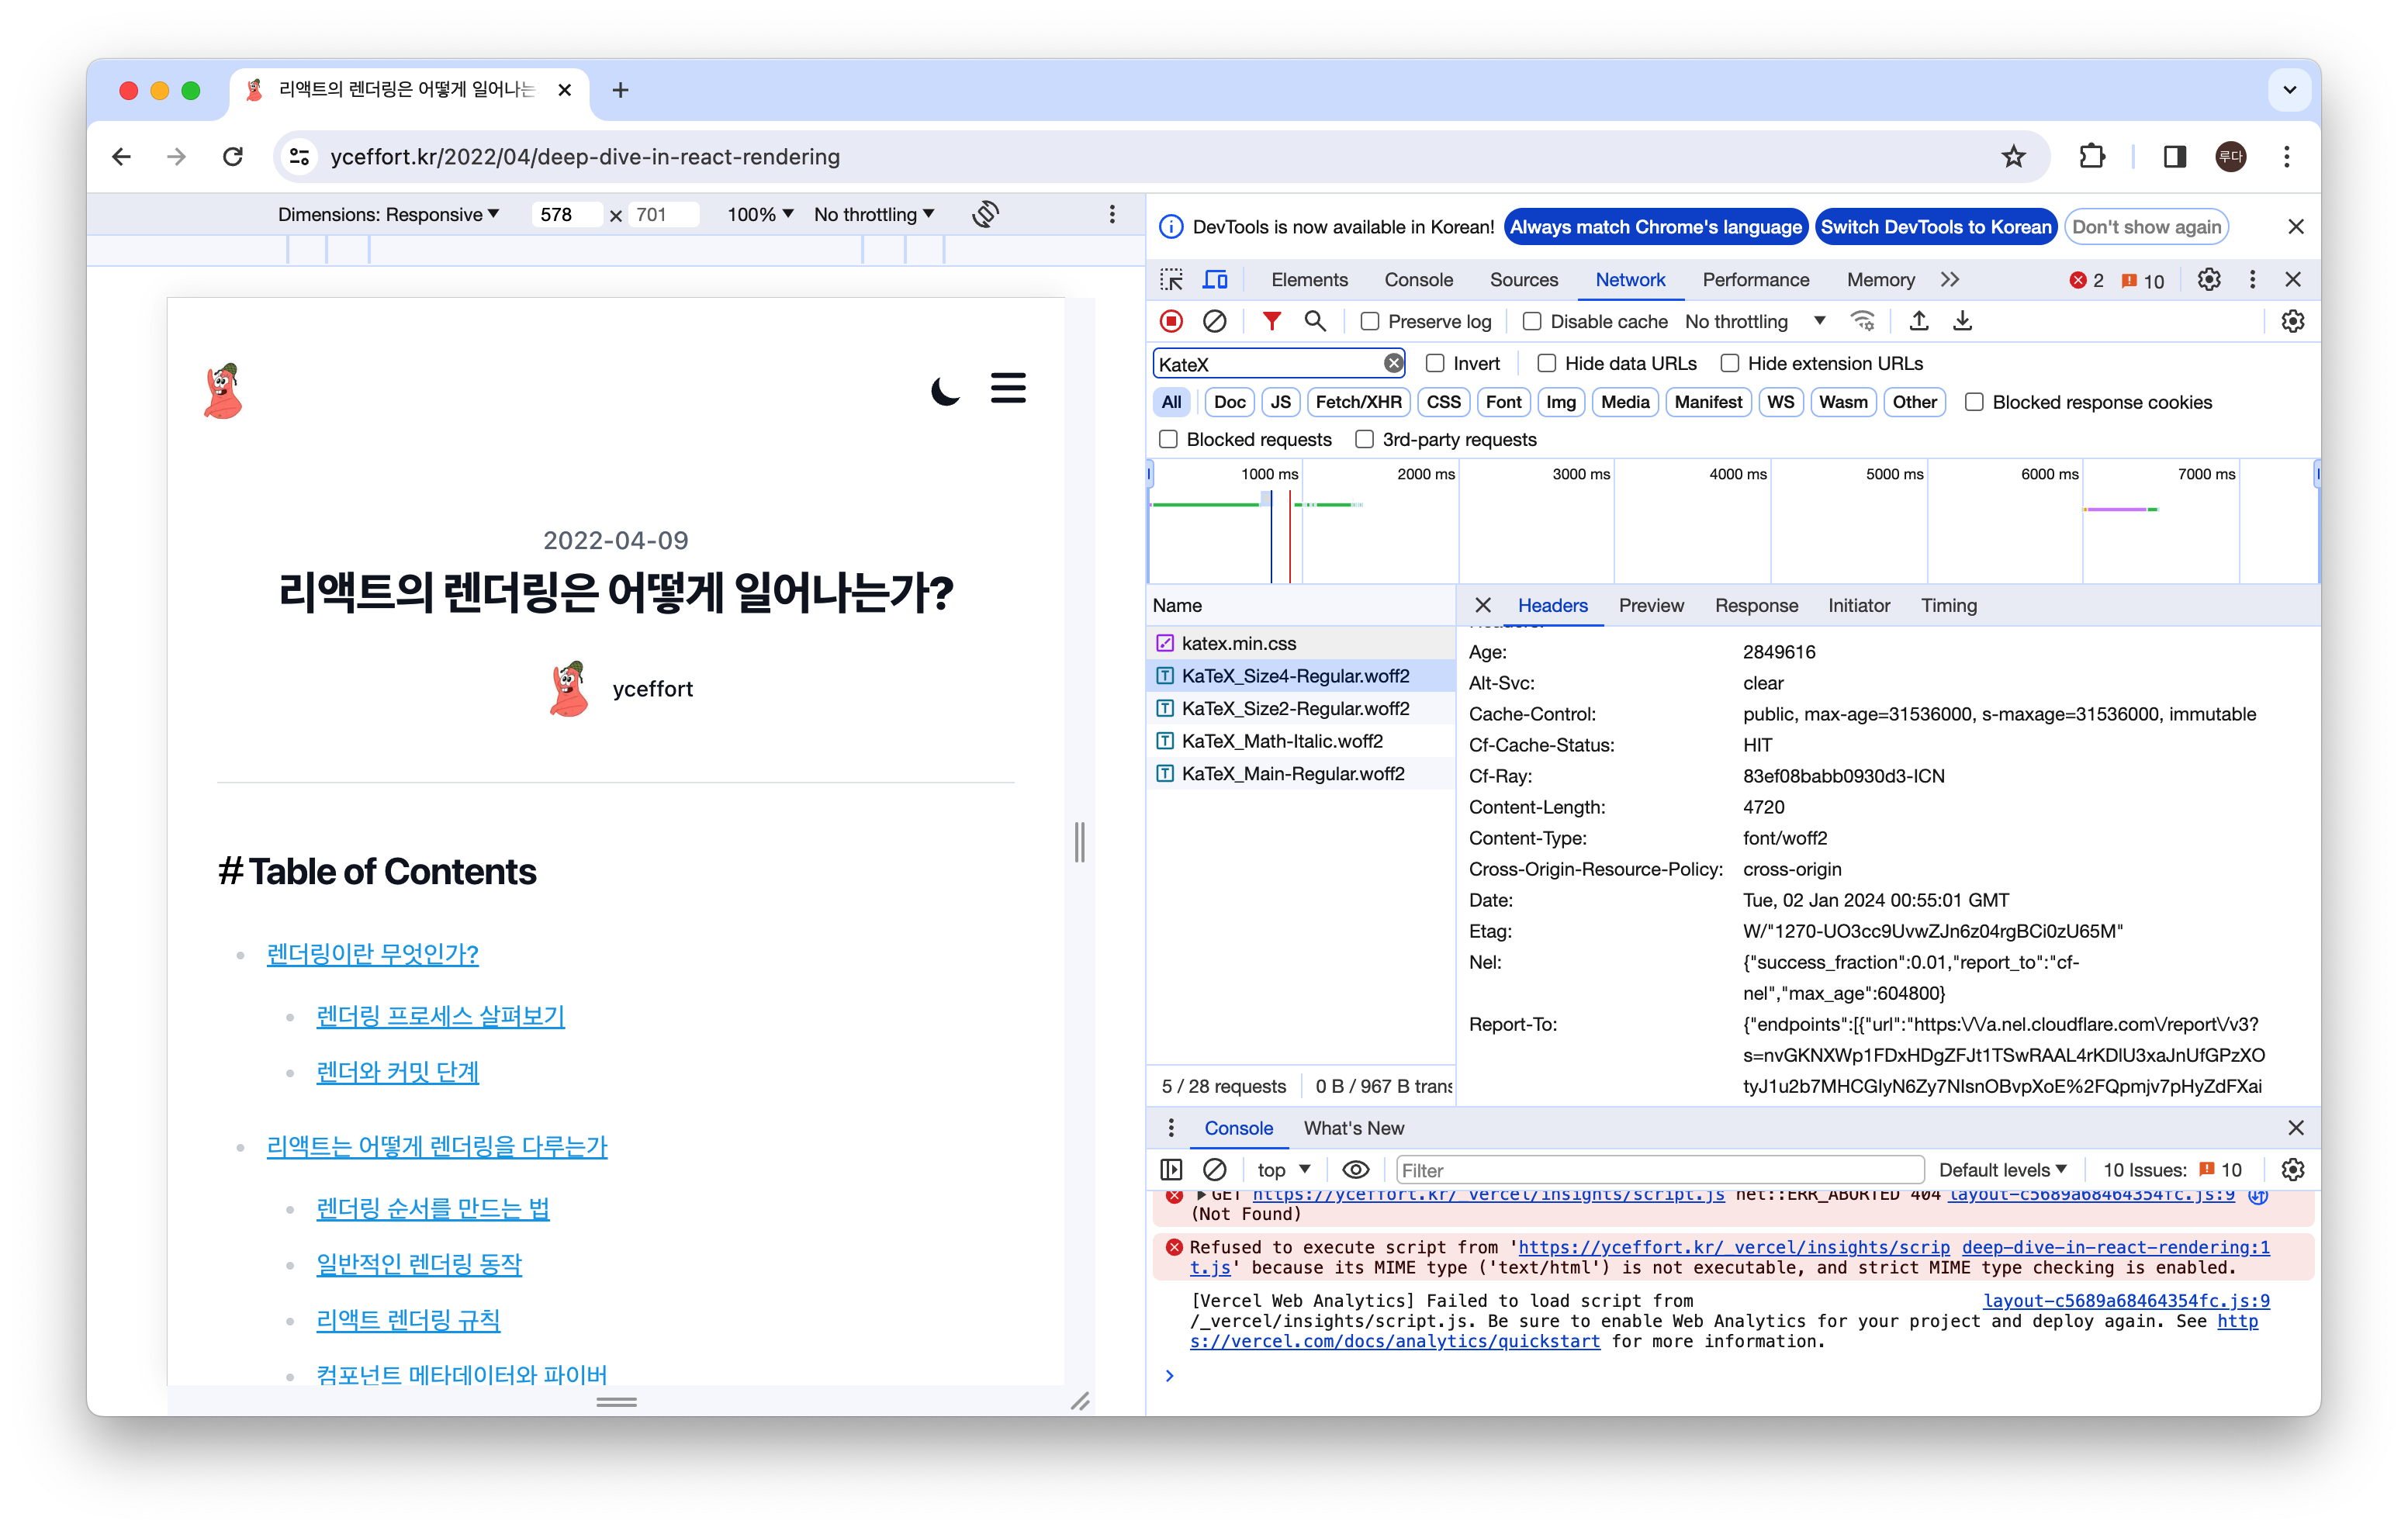 리액트의 렌더링은 어떻게 일어나는
yceffort.kr/2022/04/deep-dive-in-react-rendering
루다
Dimensions: Responsive
578 × 701
100%
No throttling
2022-04-09
리액트의 렌더링은 어떻게 일어나는가?
yceffort
# Table of Contents
렌더링이란 무엇인가?
렌더링 프로세스 살펴보기
렌더와 커밋 단계
리액트는 어떻게 렌더링을 다루는가
렌더링 순서를 만드는 법
일반적인 렌더링 동작
리액트 렌더링 규칙
컴포넌트 메타데이터와 파이버
DevTools is now available in Korean! Always match Chrome's language Switch DevTools to Korean Don't show again
Elements Console Sources Network Performance Memory 2 10
Preserve log Disable cache No throttling
KateX Invert Hide data URLs Hide extension URLs
All Doc JS Fetch/XHR CSS Font Img Media Manifest WS Wasm Other Blocked response cookies
Blocked requests 3rd-party requests
1000 ms 2000 ms 3000 ms 4000 ms 5000 ms 6000 ms 7000 ms
Name
katex.min.css
KaTeX_Size4-Regular.woff2
KaTeX_Size2-Regular.woff2
KaTeX_Math-Italic.woff2
KaTeX_Main-Regular.woff2
5 / 28 requests 0 B / 967 B trans
Headers Preview Response Initiator Timing
Age: 2849616
Alt-Svc: clear
Cache-Control: public, max-age=31536000, s-maxage=31536000, immutable
Cf-Cache-Status: HIT
Cf-Ray: 83ef08babb0930d3-ICN
Content-Length: 4720
Content-Type: font/woff2
Cross-Origin-Resource-Policy: cross-origin
Date: Tue, 02 Jan 2024 00:55:01 GMT
Etag: W/"1270-UO3cc9UvwZJn6z04rgBCi0zU65M"
Nel: {"success_fraction":0.01,"report_to":"cf-
nel","max_age":604800}
Report-To: {"endpoints":[{"url":"https:\/\/a.nel.cloudflare.com\/report\/v3?
s=nvGKNXWp1FDxHDgZFJt1TSwRAAL4rKDlU3xaJnUfGPzXO
tyJ1u2b7MHCGlyN6Zy7NIsnOBvpXoE%2FQpmjv7pHyZdFXai
Console What's New
top Filter Default levels 10 Issues: 10
GET https://yceffort.kr/_vercel/insights/script.js net::ERR_ABORTED 404 layout-c5689a68464354fc.js:9
(Not Found)
Refused to execute script from 'https://yceffort.kr/_vercel/insights/scrip deep-dive-in-react-rendering:1
t.js' because its MIME type ('text/html') is not executable, and strict MIME type checking is enabled.
[Vercel Web Analytics] Failed to load script from layout-c5689a68464354fc.js:9
/_vercel/insights/script.js. Be sure to enable Web Analytics for your project and deploy again. See http
s://vercel.com/docs/analytics/quickstart for more information.